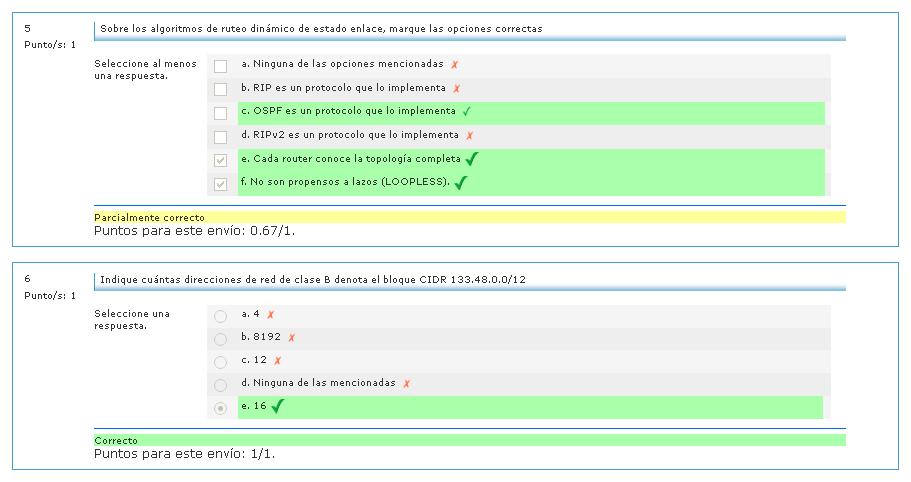 5
Punto/s: 1
Sobre los algoritmos de ruteo dinámico de estado enlace, marque las opciones correctas
Seleccione al menos
una respuesta.
a. Ninguna de las opciones mencionadas ✗
b. RIP es un protocolo que lo implementa ✗
c. OSPF es un protocolo que lo implementa ✓
d. RIPv2 es un protocolo que lo implementa ✗
e. Cada router conoce la topología completa ✓
f. No son propensos a lazos (LOOPLESS). ✓
Parcialmente correcto
Puntos para este envío: 0.67/1.
6
Punto/s: 1
Indique cuántas direcciones de red de clase B denota el bloque CIDR 133.48.0.0/12
Seleccione una
respuesta.
a. 4 ✗
b. 8192 ✗
c. 12 ✗
d. Ninguna de las mencionadas ✗
e. 16 ✓
Correcto
Puntos para este envío: 1/1.